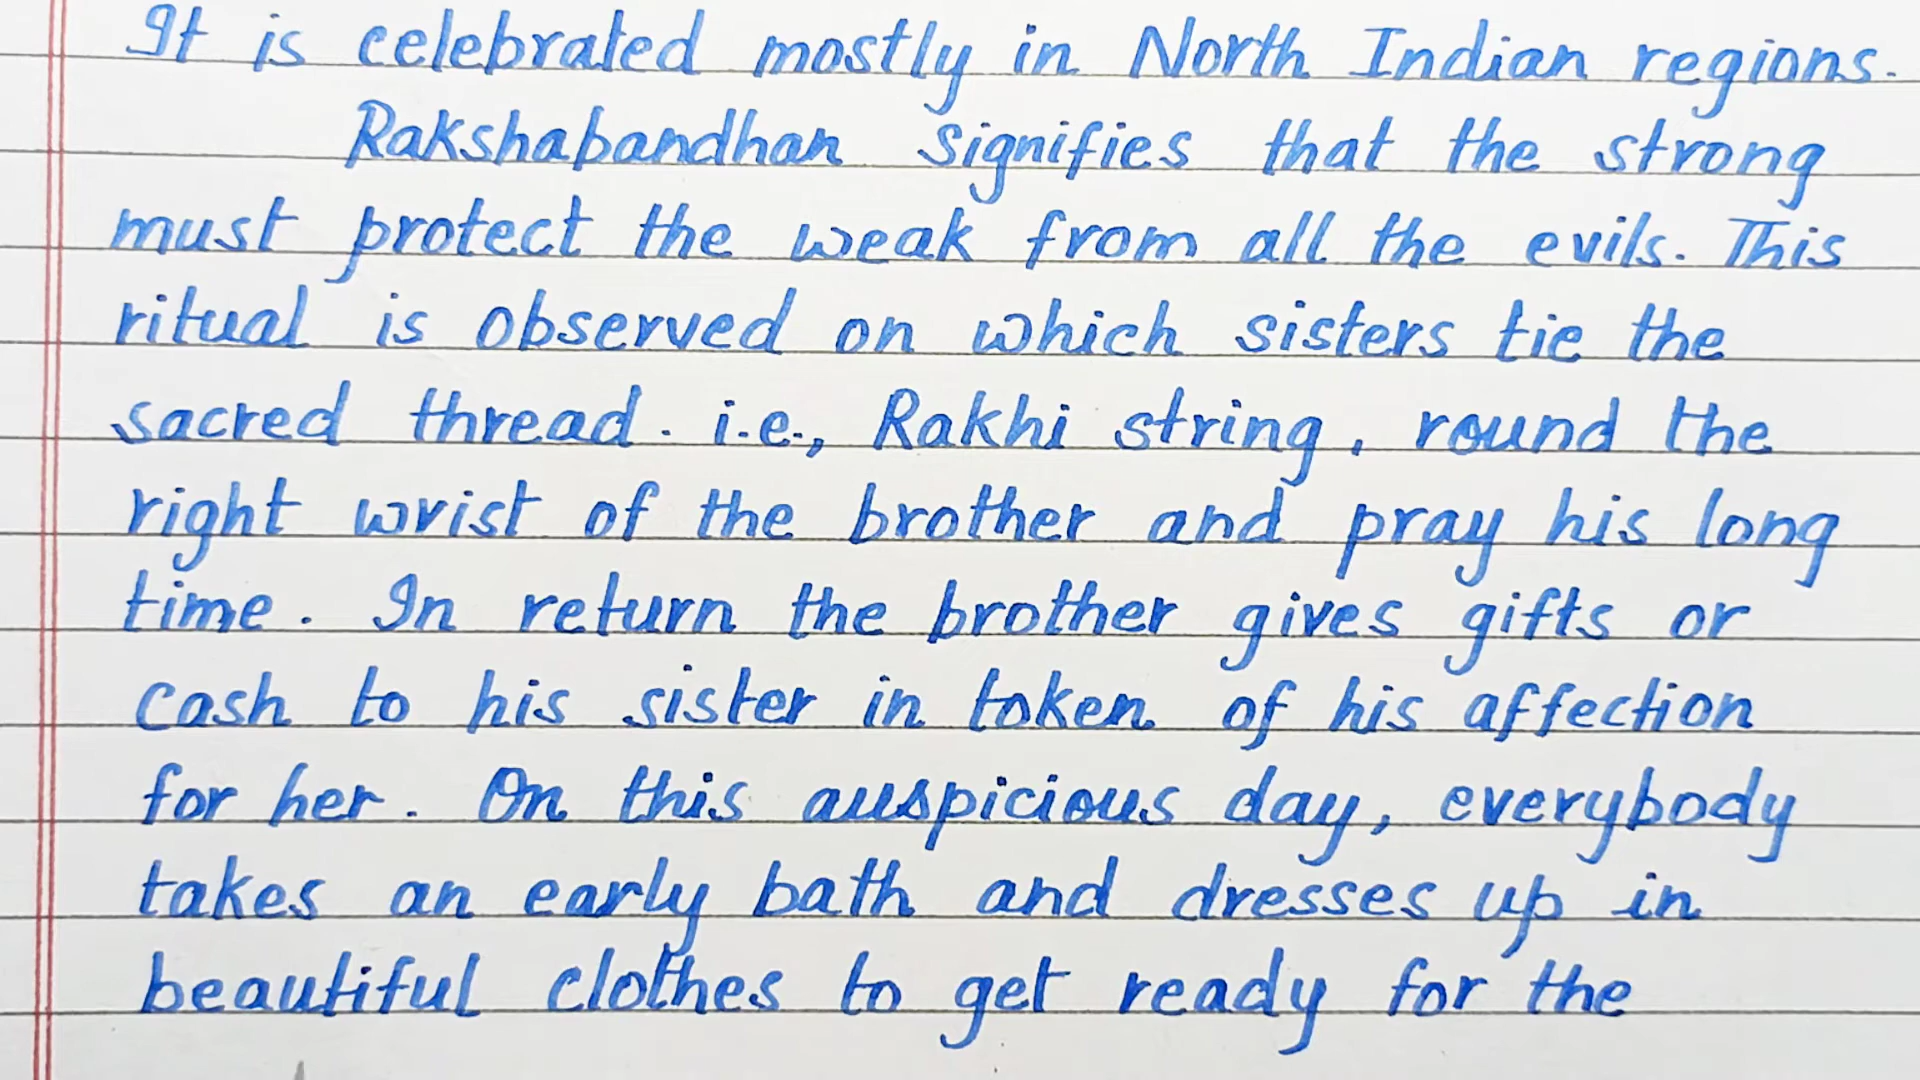 It is celebrated mostly in North Indian regions.
Rakshabandhan signifies that the strong
must protect the weak from all the evils. This
ritual is observed on which sisters tie the
sacred thread. i.e., Rakhi string, round the
right wrist of the brother and pray his long
time. In return the brother gives gifts or
cash to his sister in token of his affection
for her. On this auspicious day, everybody
takes an early bath and dresses up in
beautiful clothes to get ready for the